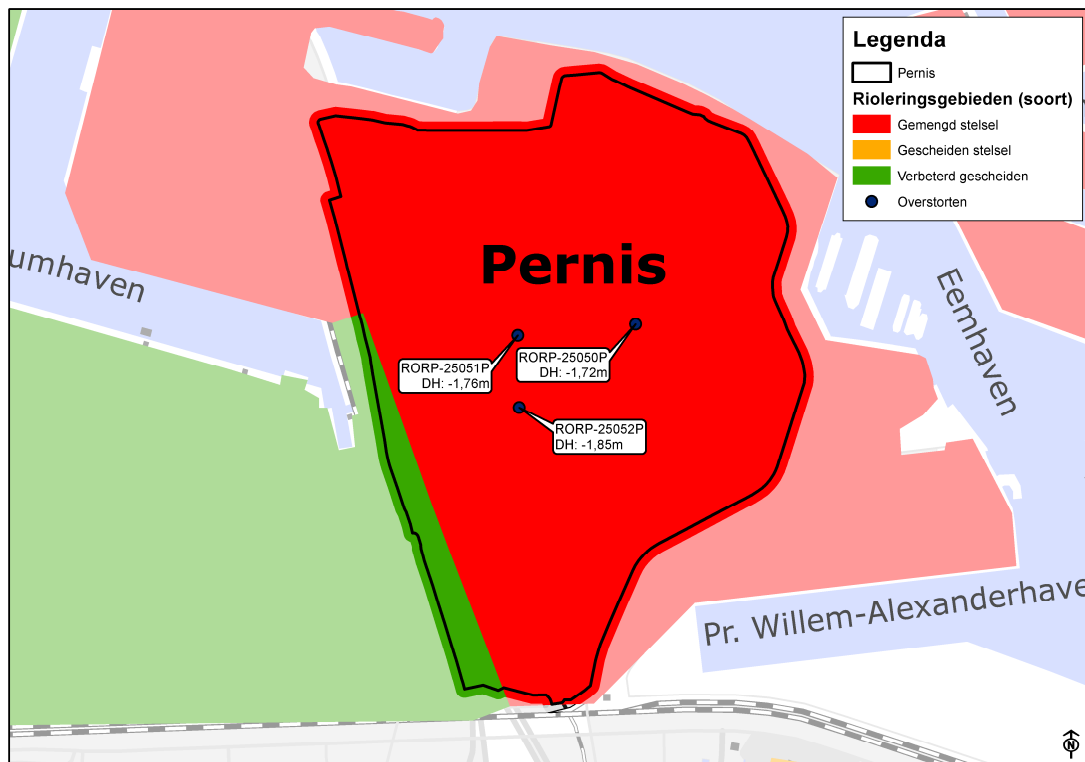 Legenda
Pernis
Rioleringsgebieden (soort)
Gemengd stelsel
Gescheiden stelsel
Verbeterd gescheiden
Overstorten
umhaven
Pernis
Eemhaven
RORP-25051P
DH: -1,76m
RORP-25050P
DH: -1,72m
RORP-25052P
DH: -1,85m
Pr. Willem-Alexanderhave
N